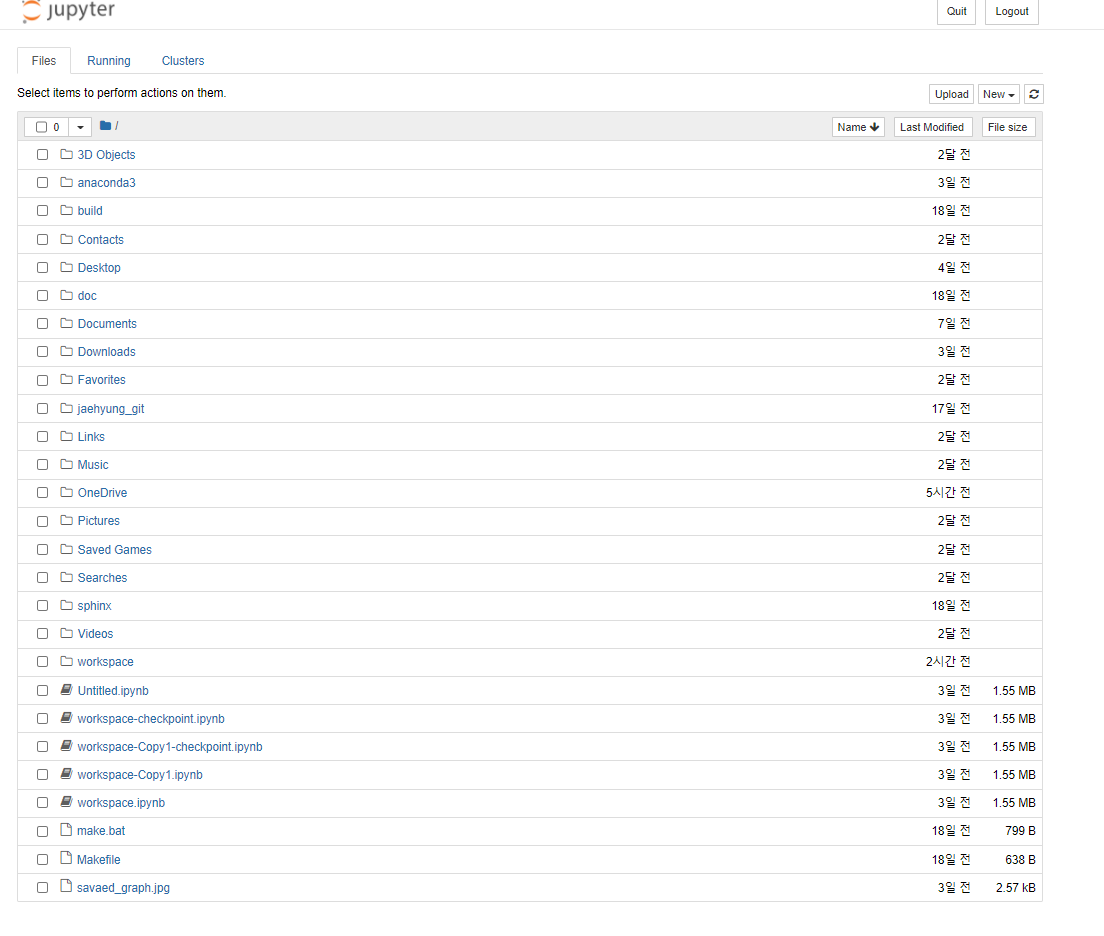 jupyter Quit Logout
Files Running Clusters
Select items to perform actions on them. Upload New
0 / Name Last Modified File size
3D Objects 2달 전
anaconda3 3일 전
build 18일 전
Contacts 2달 전
Desktop 4일 전
doc 18일 전
Documents 7일 전
Downloads 3일 전
Favorites 2달 전
jaehyung_git 17일 전
Links 2달 전
Music 2달 전
OneDrive 5시간 전
Pictures 2달 전
Saved Games 2달 전
Searches 2달 전
sphinx 18일 전
Videos 2달 전
workspace 2시간 전
Untitled.ipynb 3일 전 1.55 MB
workspace-checkpoint.ipynb 3일 전 1.55 MB
workspace-Copy1-checkpoint.ipynb 3일 전 1.55 MB
workspace-Copy1.ipynb 3일 전 1.55 MB
workspace.ipynb 3일 전 1.55 MB
make.bat 18일 전 799 B
Makefile 18일 전 638 B
savaed_graph.jpg 3일 전 2.57 kB